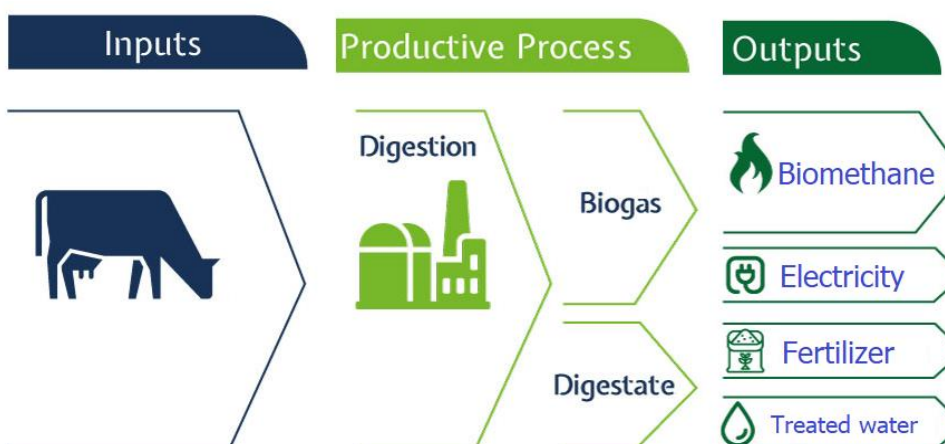 Inputs
Productive Process
Outputs
Digestion
Biogas
Digestate
Biomethane
Electricity
Fertilizer
Treated water